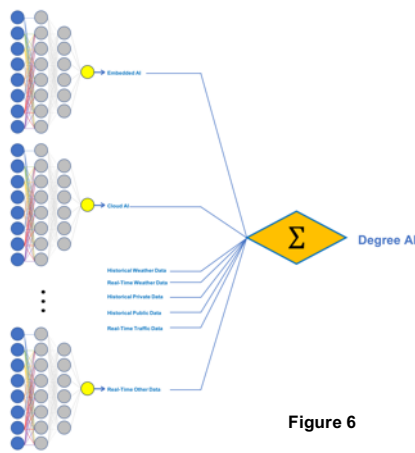 Embedded AI
Cloud AI
Historical Weather Data
Real-Time Weather Data
Historical Private Data
Historical Public Data
Real-Time Traffic Data
Real-Time Other Data
Σ
Degree AI
Figure 6